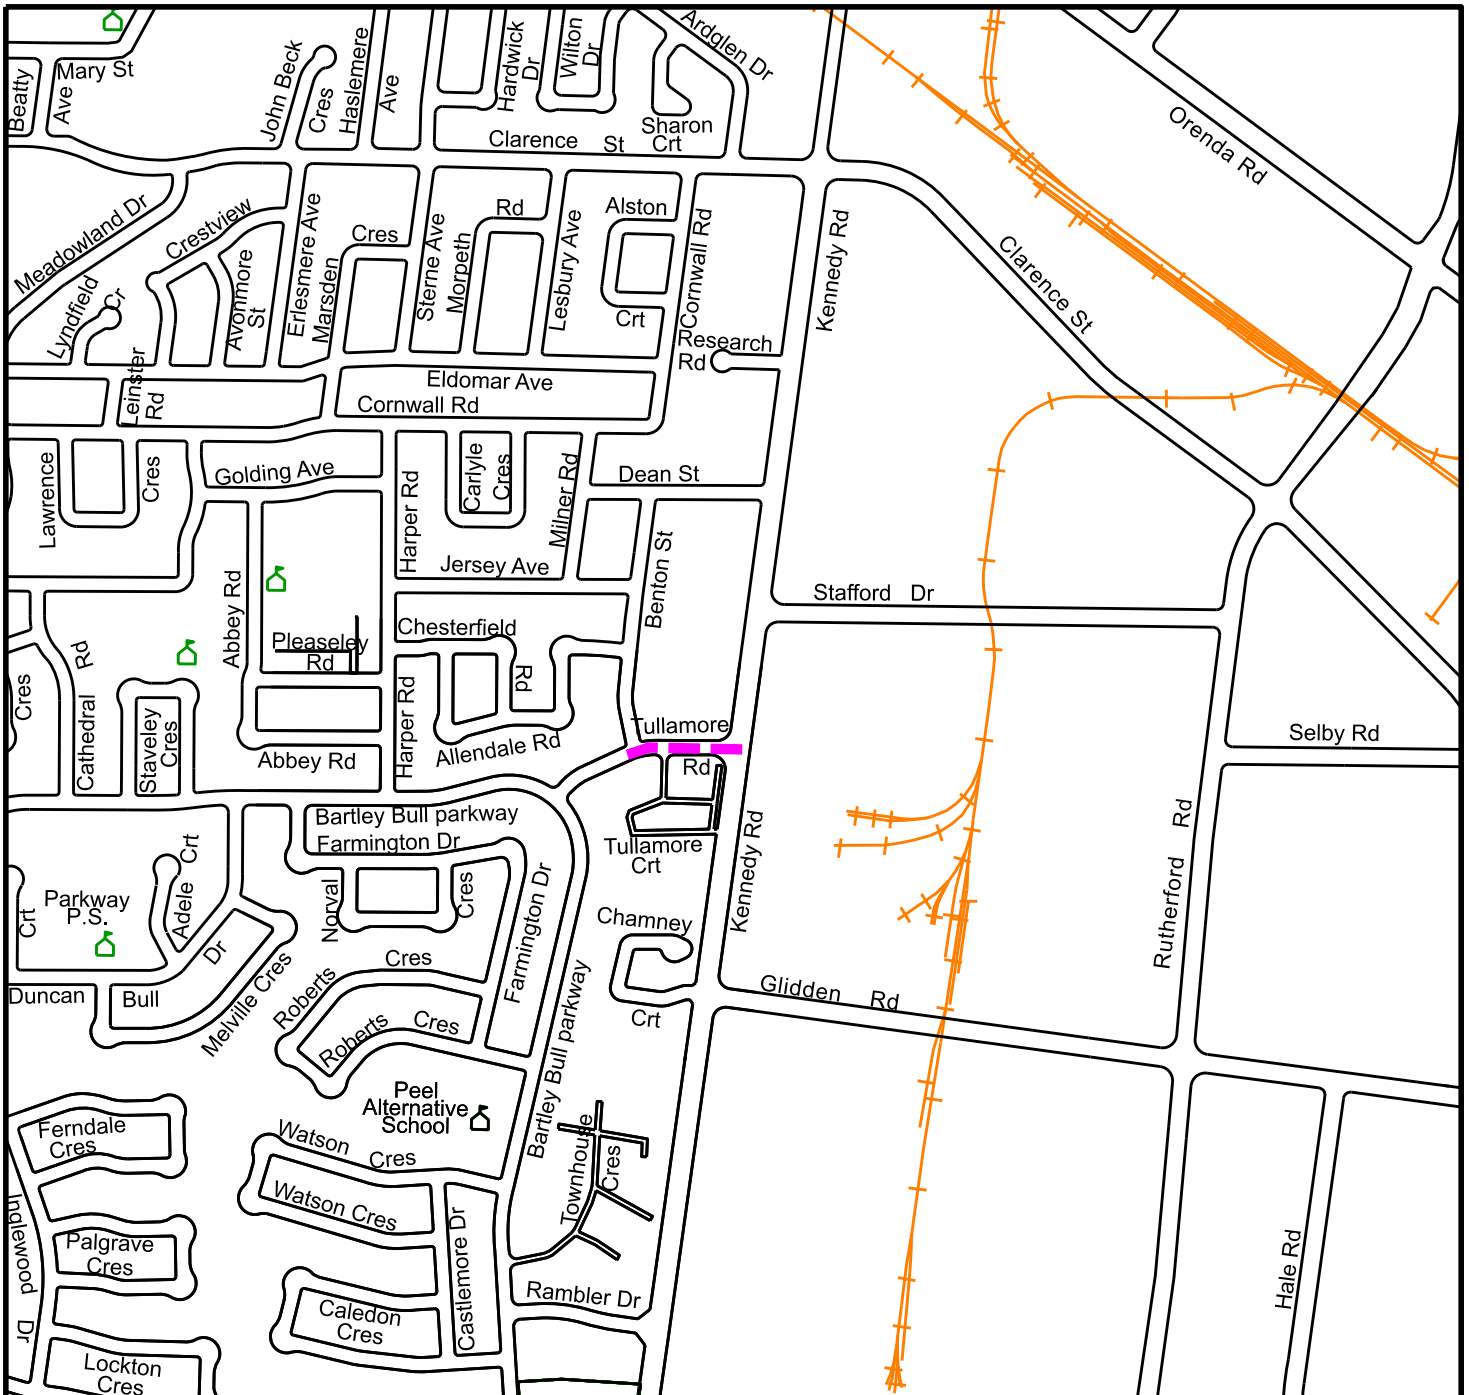 Mary St
Beatty
Ave
John Beck
Cres
Haslemere
Ave
Hardwick
Dr
Wilton
Dr
Ardglen Dr
Sharon
Crt
Clarence St
Orenda Rd
Meadowland Dr
Crestview
Erlesmere Ave
Avonmore
St
Lyndfield
Cr
Marsden
Cres
Sterne Ave
Morpeth
Rd
Lesbury Ave
Alston
Crt
Cornwall Rd
Kennedy Rd
Clarence St
Research
Rd
Leinster
Rd
Eldomar Ave
Cornwall Rd
Lawrence
Cres
Golding Ave
Harper Rd
Carlyle
Cres
Milner Rd
Dean St
Jersey Ave
Benton St
Stafford Dr
Abbey Rd
Pleaseley
Rd
Chesterfield
Rd
Cres
Cathedral
Rd
Staveley
Cres
Harper Rd
Allendale Rd
Abbey Rd
Tullamore
Rd
Selby Rd
Bartley Bull parkway
Farmington Dr
Tullamore
Crt
Kennedy Rd
Rutherford Rd
Parkway
P.S.
Crt
Adele
Crt
Norval
Cres
Farmington Dr
Chamney
Crt
Duncan Bull
Dr
Melville Cres
Roberts
Cres
Roberts
Cres
Bartley Bull parkway
Glidden Rd
Peel
Alternative
School
Ferndale
Cres
Watson
Cres
Watson Cres
Townhouse
Cres
Inglewood
Dr
Palgrave
Cres
Castlemore Dr
Rambler Dr
Hale Rd
Caledon
Cres
Lockton
Cres